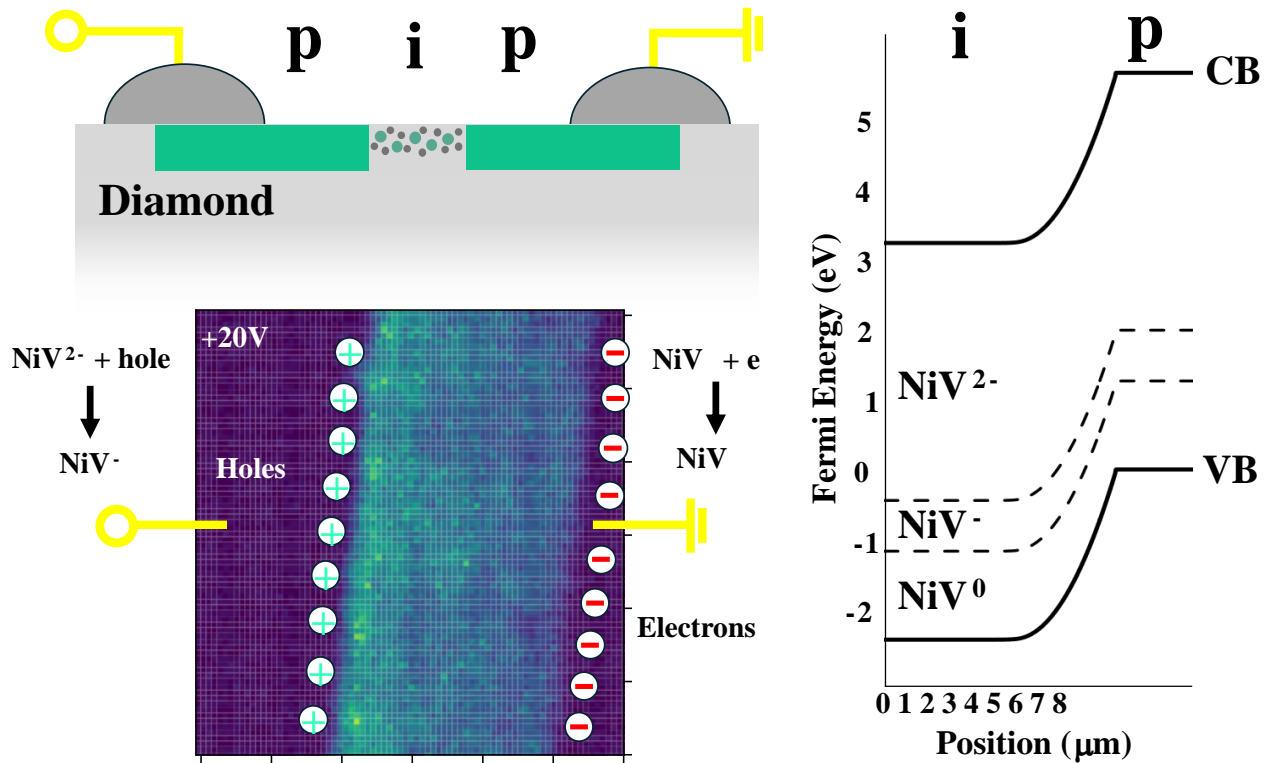 p i p
Diamond
+20V
NiV²⁻ + hole
NiV⁻
Holes
NiV + e
NiV
Electrons
i p
CB
5
4
3
2
1
0
-1
-2
Fermi Energy (eV)
NiV²⁻
NiV⁻
NiV⁰
VB
0 1 2 3 4 5 6 7 8
Position (μm)